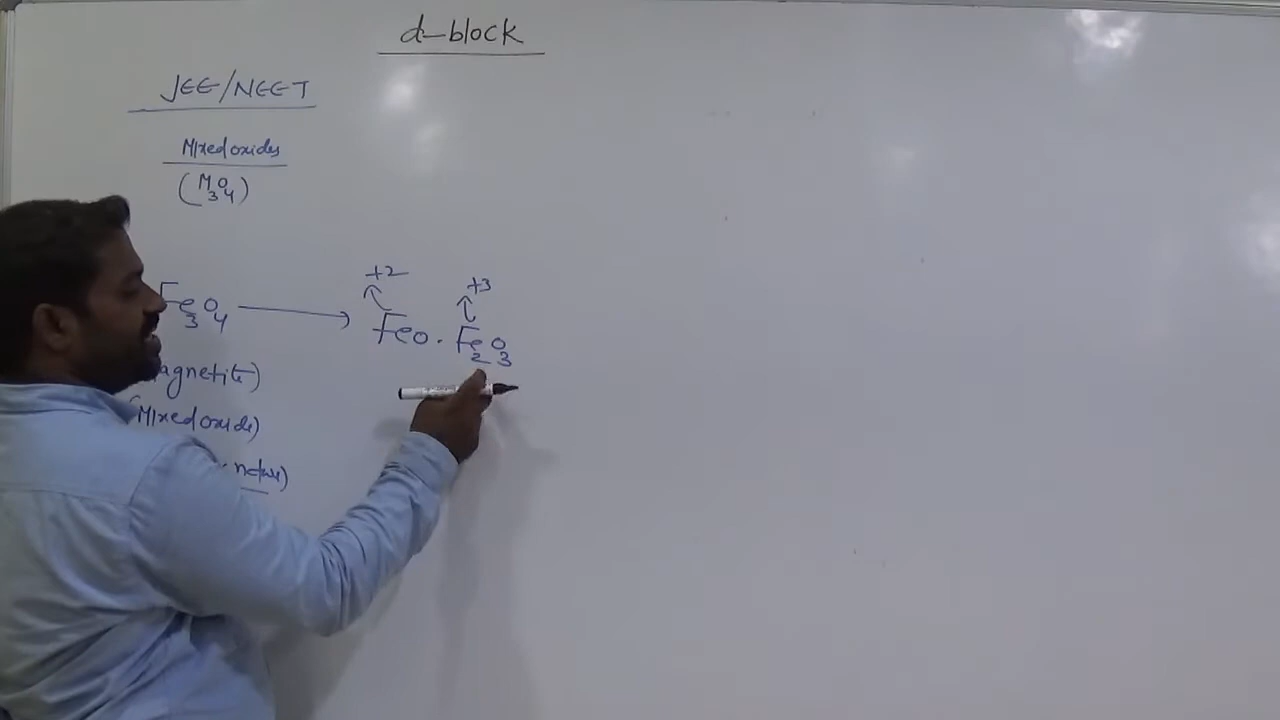 d-block
JEE/NEET
Mixed oxides
(M3O4)
+2 +3
Fe3O4 → FeO . Fe2O3
agnetite)
(Mixed oxide)